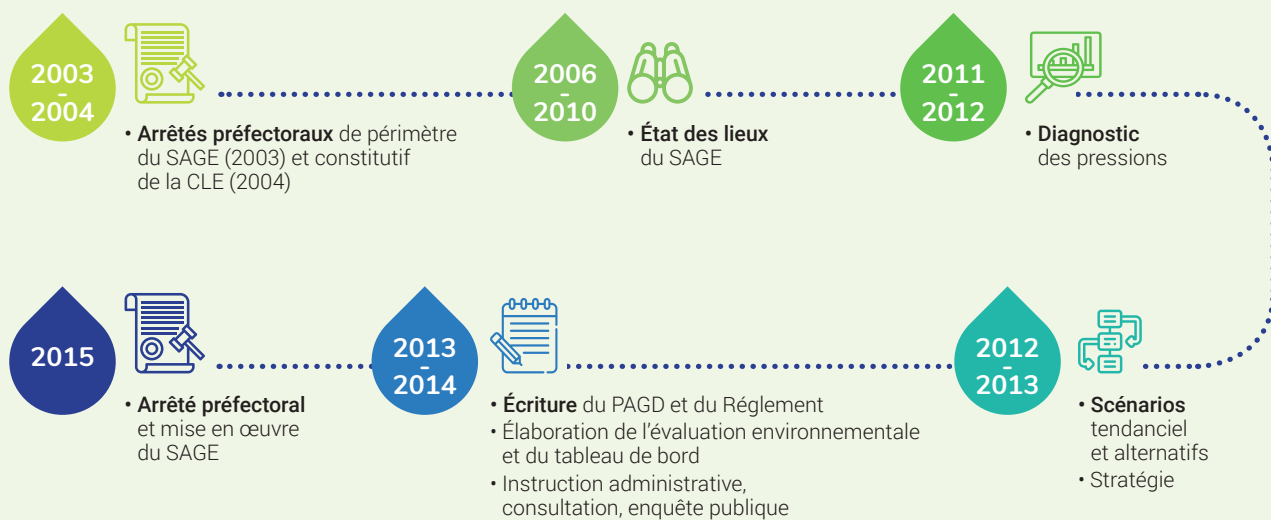 2003
-
2004
• Arrêtés préfectoraux de périmètre
du SAGE (2003) et constitutif
de la CLE (2004)
2006
-
2010
• État des lieux
du SAGE
2011
-
2012
• Diagnostic
des pressions
2012
-
2013
• Scénarios
tendanciel
et alternatifs
• Stratégie
2013
-
2014
• Écriture du PAGD et du Réglement
• Élaboration de l’évaluation environnementale
et du tableau de bord
• Instruction administrative,
consultation, enquête publique
2015
• Arrêté préfectoral
et mise en œuvre
du SAGE